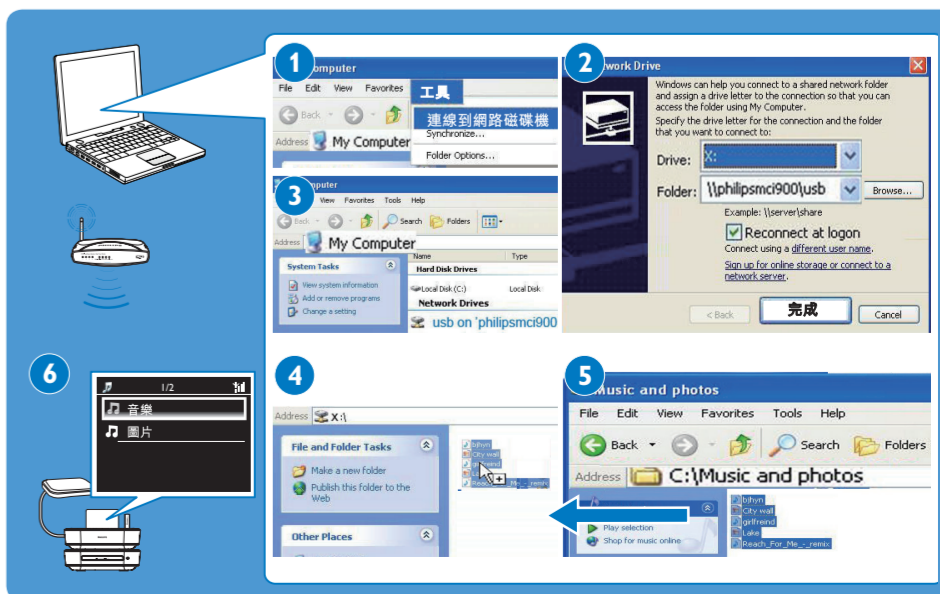 1
omputer
File Edit View Favorites 工具
Back
連線到網路磁碟機
Synchronize...
Address My Computer
Folder Options...
2
work Drive
Windows can help you connect to a shared network folder
and assign a drive letter to the connection so that you can
access the folder using My Computer.
Specify the drive letter for the connection and the folder
that you want to connect to:
Drive: X:
Folder: \\philipsmci900\usb Browse...
Example: \\server\share
Reconnect at logon
Connect using a different user name.
Sign up for online storage or connect to a
network server.
< Back 完成 Cancel
3
Computer
View Favorites Tools Help
Back Search Folders
Address My Computer
System Tasks
View system information
Add or remove programs
Change a setting
Name Type
Hard Disk Drives
Local Disk (C:) Local Disk
Network Drives
usb on 'philipsmci900
4
Address X:\
File and Folder Tasks
Make a new folder
Publish this folder to the
Web
Other Places
bjhyn
City wall
girlfreind
5
Music and photos
File Edit View Favorites Tools Help
Back Search Folders
Address C:\Music and photos
Play selection
Shop for music online
bjhyn
City wall
girlfreind
Lake
Reach_For_Me_-_remix
6
1/2
音樂
圖片